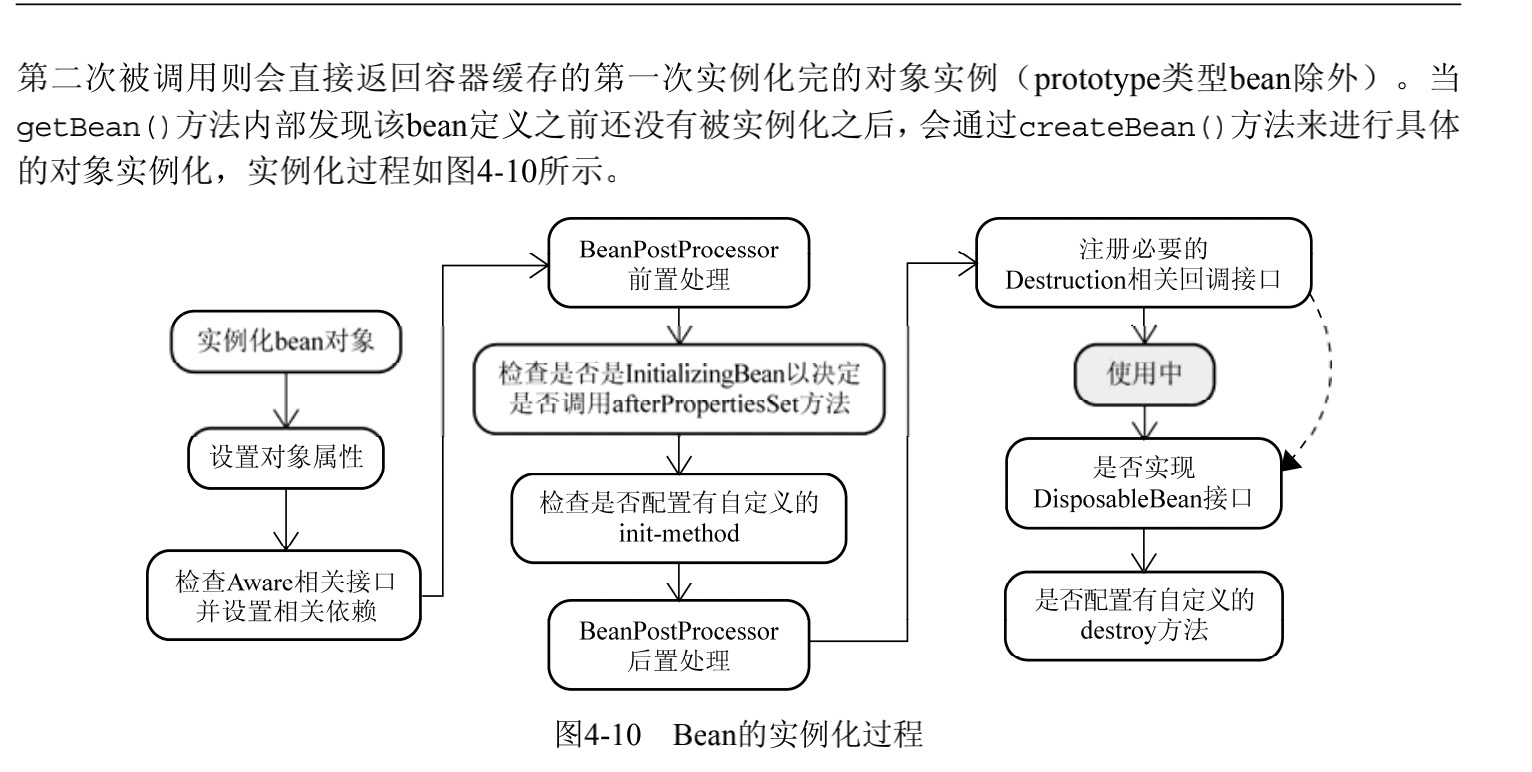 第二次被调用则会直接返回容器缓存的第一次实例化完的对象实例（prototype类型bean除外）。当
getBean()方法内部发现该bean定义之前还没有被实例化之后，会通过createBean()方法来进行具体
的对象实例化，实例化过程如图4-10所示。
实例化bean对象
设置对象属性
检查Aware相关接口
并设置相关依赖
BeanPostProcessor
前置处理
检查是否是InitializingBean以决定
是否调用afterPropertiesSet方法
检查是否配置有自定义的
init-method
BeanPostProcessor
后置处理
注册必要的
Destruction相关回调接口
使用中
是否实现
DisposableBean接口
是否配置有自定义的
destroy方法
图4-10 Bean的实例化过程